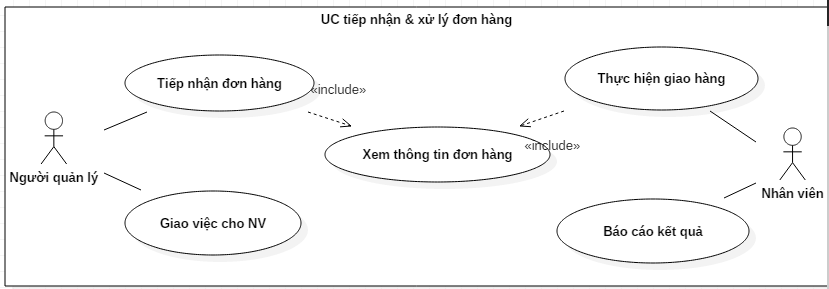 UC tiếp nhận & xử lý đơn hàng
Tiếp nhận đơn hàng
«include»
Thực hiện giao hàng
Xem thông tin đơn hàng
«include»
Người quản lý
Nhân viên
Giao việc cho NV
Báo cáo kết quả